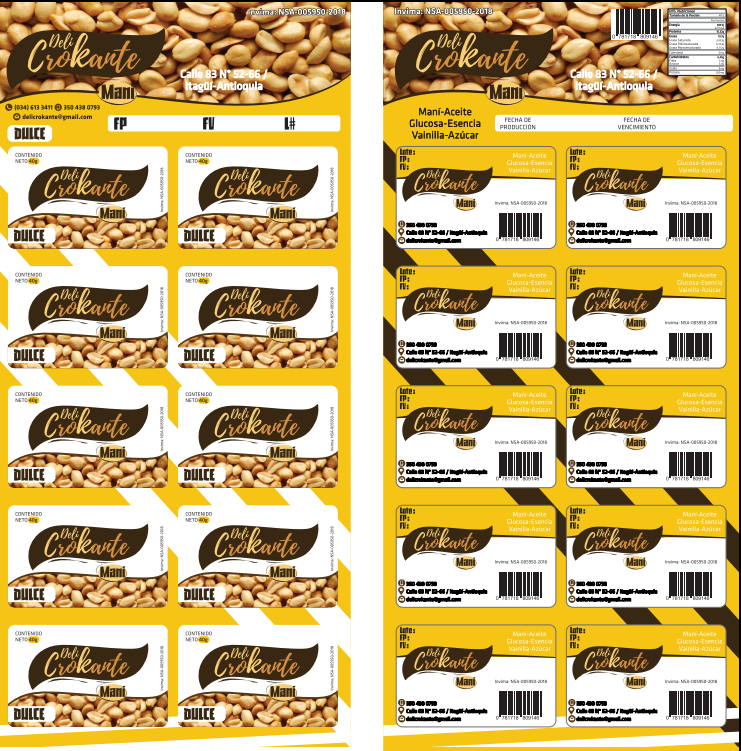 Invima: NSA-005950-2018
Deli
Crokante
Maní
Calle 83 N° 52-66 /
Itagüí-Antioquia
(034) 613 3411 350 438 0793
delicrokante@gmail.com
DULCE
FP FV L#
CONTENIDO
NETO 40g
Deli
Crokante
Maní
Invima: NSA-005950-2018
DULCE
CONTENIDO
NETO 40g
Deli
Crokante
Maní
Invima: NSA-005950-2018
DULCE
CONTENIDO
NETO 40g
Deli
Crokante
Maní
Invima: NSA-005950-2018
DULCE
CONTENIDO
NETO 40g
Deli
Crokante
Maní
Invima: NSA-005950-2018
DULCE
CONTENIDO
NETO 40g
Deli
Crokante
Maní
Invima: NSA-005950-2018
DULCE
CONTENIDO
NETO 40g
Deli
Crokante
Maní
Invima: NSA-005950-2018
DULCE
CONTENIDO
NETO 40g
Deli
Crokante
Maní
Invima: NSA-005950-2018
DULCE
CONTENIDO
NETO 40g
Deli
Crokante
Maní
Invima: NSA-005950-2018
DULCE
CONTENIDO
NETO 40g
Deli
Crokante
Maní
Invima: NSA-005950-2018
DULCE
CONTENIDO
NETO 40g
Deli
Crokante
Maní
Invima: NSA-005950-2018
DULCE
Invima: NSA-005950-2018
0 781718 809146
Deli
Crokante
Maní
Calle 83 N° 52-66 /
Itagüí-Antioquia
Maní-Aceite
Glucosa-Esencia
Vainilla-Azúcar
FECHA DE
PRODUCCIÓN
FECHA DE
VENCIMIENTO
Lote:
FP:
FV:
Maní-Aceite
Glucosa-Esencia
Vainilla-Azúcar
Deli
Crokante
Maní
Invima: NSA-005950-2018
350 438 0793
Calle 83 N° 52-66 / Itagüí-Antioquia
delicrokante@gmail.com
0 781718 809146
Lote:
FP:
FV:
Maní-Aceite
Glucosa-Esencia
Vainilla-Azúcar
Deli
Crokante
Maní
Invima: NSA-005950-2018
350 438 0793
Calle 83 N° 52-66 / Itagüí-Antioquia
delicrokante@gmail.com
0 781718 809146
Lote:
FP:
FV:
Maní-Aceite
Glucosa-Esencia
Vainilla-Azúcar
Deli
Crokante
Maní
Invima: NSA-005950-2018
350 438 0793
Calle 83 N° 52-66 / Itagüí-Antioquia
delicrokante@gmail.com
0 781718 809146
Lote:
FP:
FV:
Maní-Aceite
Glucosa-Esencia
Vainilla-Azúcar
Deli
Crokante
Maní
Invima: NSA-005950-2018
350 438 0793
Calle 83 N° 52-66 / Itagüí-Antioquia
delicrokante@gmail.com
0 781718 809146
Lote:
FP:
FV:
Maní-Aceite
Glucosa-Esencia
Vainilla-Azúcar
Deli
Crokante
Maní
Invima: NSA-005950-2018
350 438 0793
Calle 83 N° 52-66 / Itagüí-Antioquia
delicrokante@gmail.com
0 781718 809146
Lote:
FP:
FV:
Maní-Aceite
Glucosa-Esencia
Vainilla-Azúcar
Deli
Crokante
Maní
Invima: NSA-005950-2018
350 438 0793
Calle 83 N° 52-66 / Itagüí-Antioquia
delicrokante@gmail.com
0 781718 809146
Lote:
FP:
FV:
Maní-Aceite
Glucosa-Esencia
Vainilla-Azúcar
Deli
Crokante
Maní
Invima: NSA-005950-2018
350 438 0793
Calle 83 N° 52-66 / Itagüí-Antioquia
delicrokante@gmail.com
0 781718 809146
Lote:
FP:
FV:
Maní-Aceite
Glucosa-Esencia
Vainilla-Azúcar
Deli
Crokante
Maní
Invima: NSA-005950-2018
350 438 0793
Calle 83 N° 52-66 / Itagüí-Antioquia
delicrokante@gmail.com
0 781718 809146
Lote:
FP:
FV:
Maní-Aceite
Glucosa-Esencia
Vainilla-Azúcar
Deli
Crokante
Maní
Invima: NSA-005950-2018
350 438 0793
Calle 83 N° 52-66 / Itagüí-Antioquia
delicrokante@gmail.com
0 781718 809146
Lote:
FP:
FV:
Maní-Aceite
Glucosa-Esencia
Vainilla-Azúcar
Deli
Crokante
Maní
Invima: NSA-005950-2018
350 438 0793
Calle 83 N° 52-66 / Itagüí-Antioquia
delicrokante@gmail.com
0 781718 809146